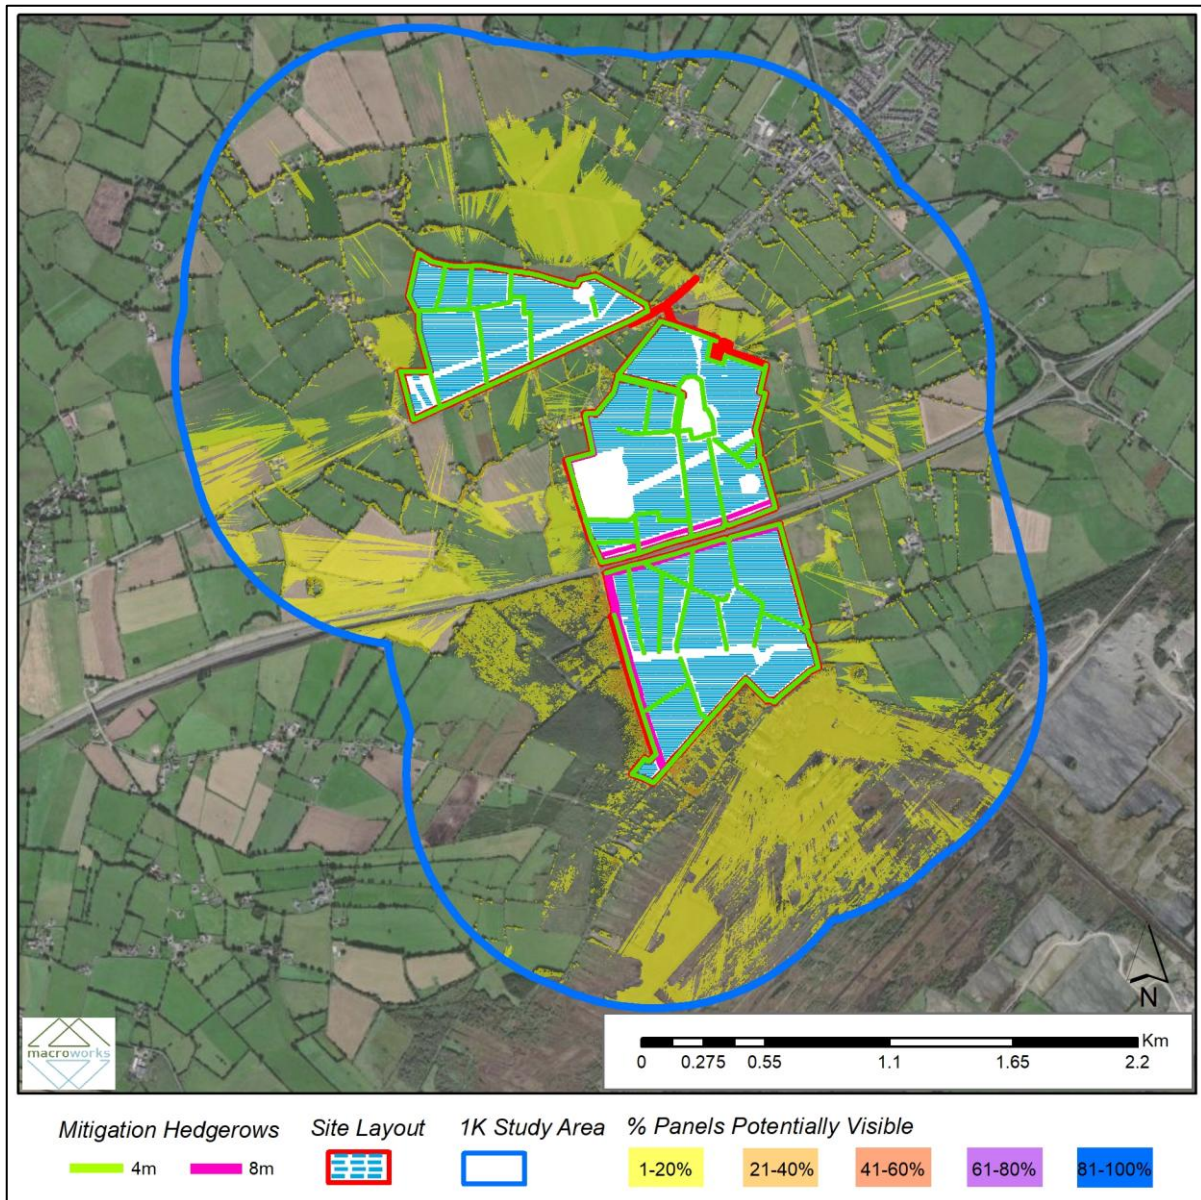 N
macroworks
Km
0 0.275 0.55 1.1 1.65 2.2
Mitigation Hedgerows Site Layout 1K Study Area % Panels Potentially Visible
4m 8m 1-20% 21-40% 41-60% 61-80% 81-100%